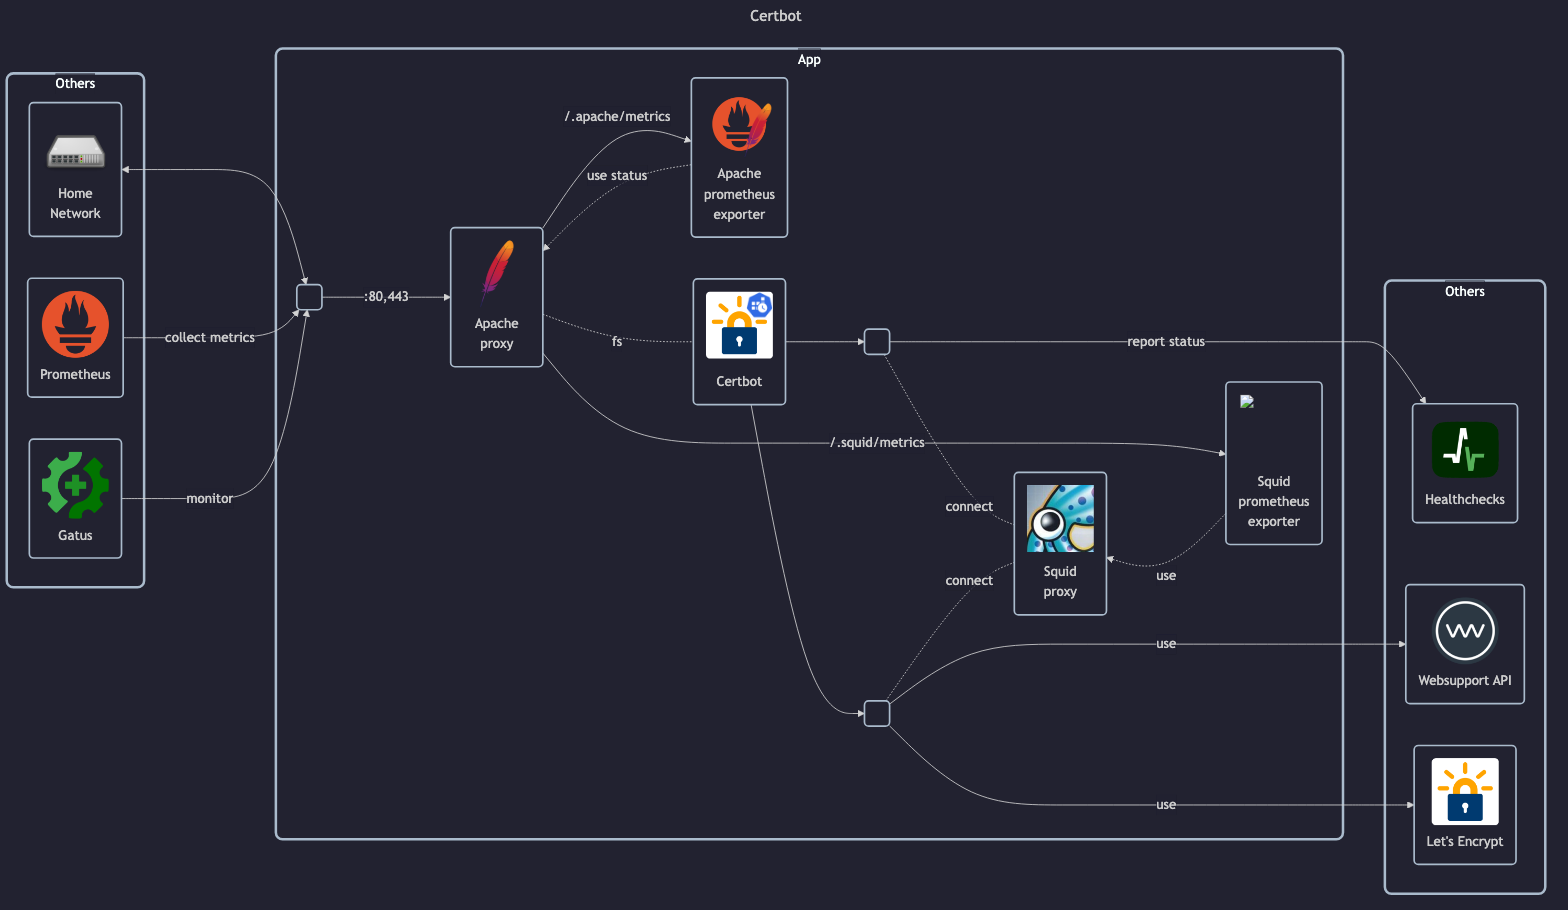 Certbot
App
Others
Home
Network
Prometheus
Gatus
collect metrics
monitor
:80,443
Apache
proxy
/.apache/metrics
use status
Apache
prometheus
exporter
fs
Certbot
/.squid/metrics
report status
connect
connect
Squid
proxy
use
Squid
prometheus
exporter
use
use
Others
Healthchecks
Websupport API
Let's Encrypt